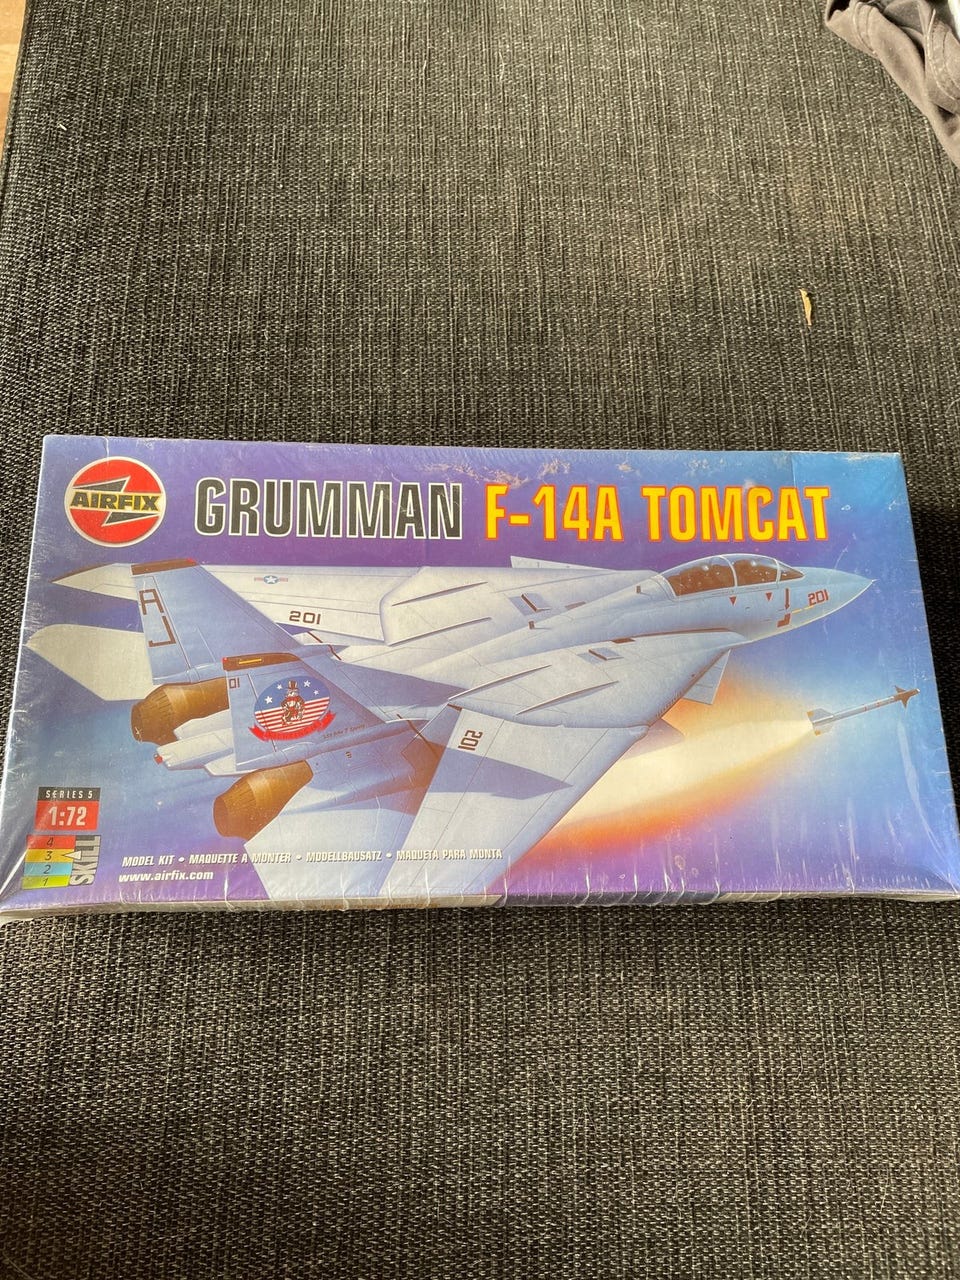 AIRFIX
GRUMMAN F-14A TOMCAT
AJ
201
201
201
01
201
SERIES 5
1:72
4
3
2
1
SKILL
MODEL KIT • MAQUETTE A MONTER • MODELLBAUSATZ • MAQUETA PARA MONTA
www.airfix.com